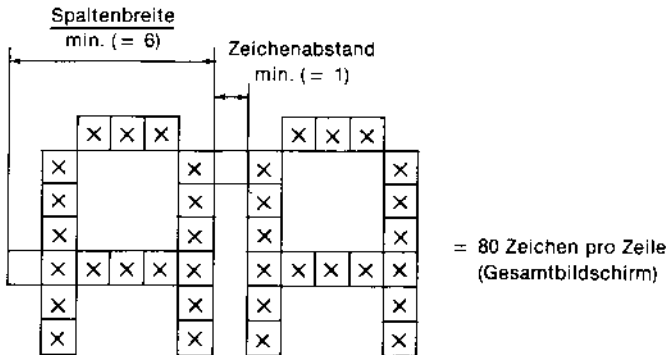 Spaltenbreite
min. (= 6)
Zeichenabstand
min. (= 1)
= 80 Zeichen pro Zeile
(Gesamtbildschirm)